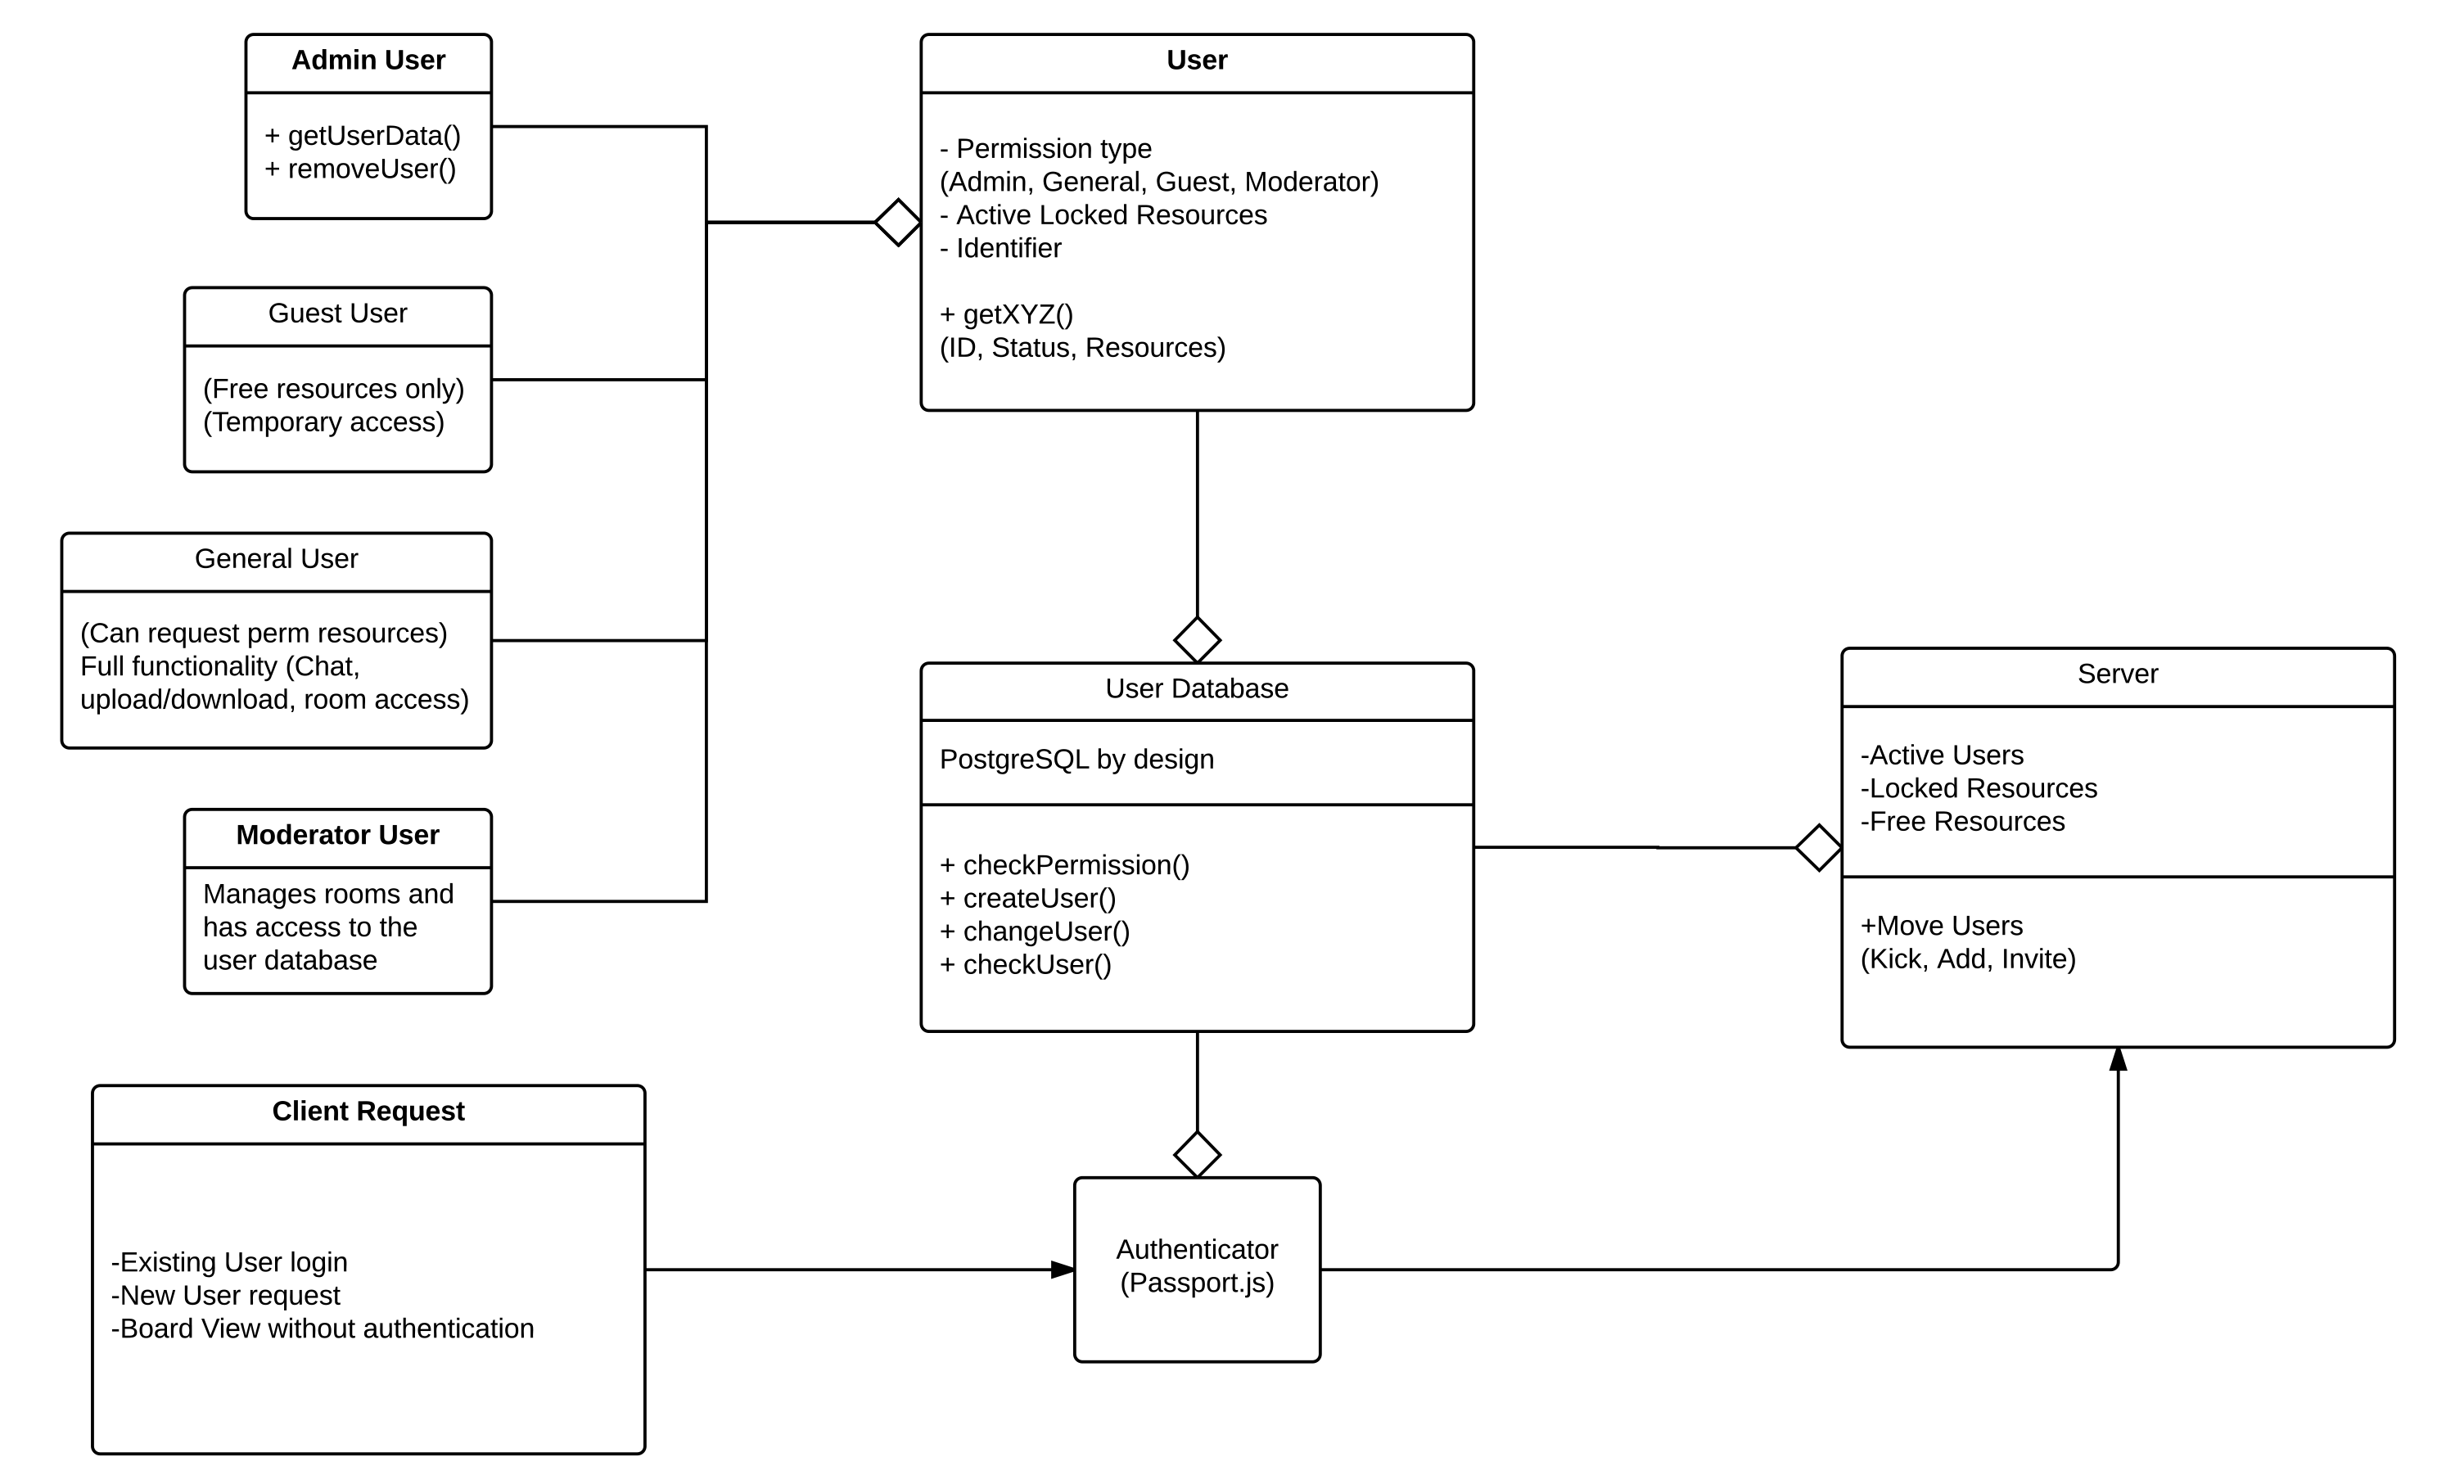 Admin User
+ getUserData()
+ removeUser()
User
- Permission type
(Admin, General, Guest, Moderator)
- Active Locked Resources
- Identifier
+ getXYZ()
(ID, Status, Resources)
Guest User
(Free resources only)
(Temporary access)
General User
(Can request perm resources)
Full functionality (Chat,
upload/download, room access)
User Database
PostgreSQL by design
+ checkPermission()
+ createUser()
+ changeUser()
+ checkUser()
Server
-Active Users
-Locked Resources
-Free Resources
+Move Users
(Kick, Add, Invite)
Moderator User
Manages rooms and
has access to the
user database
Client Request
-Existing User login
-New User request
-Board View without authentication
Authenticator
(Passport.js)